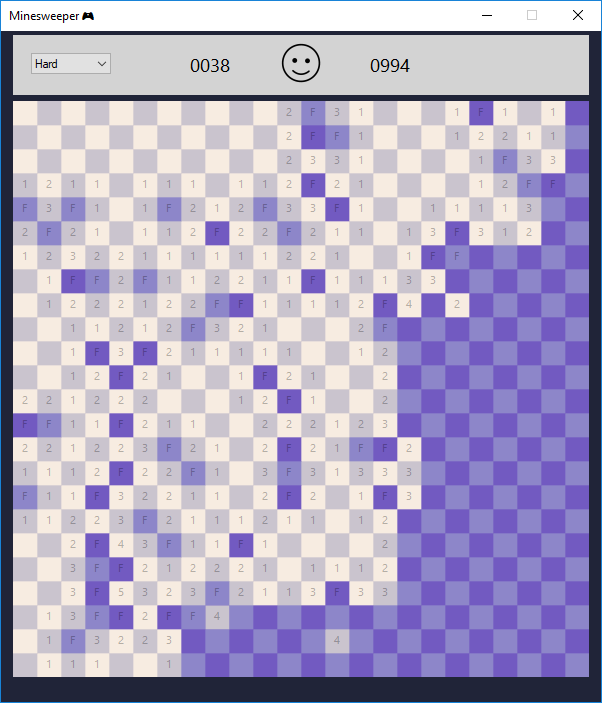 Minesweeper 🎮
Hard 0038 0994
2 F 3 1 1 F 1 1
2 F F 1 1 2 2 1 1
2 3 3 1 1 F 3 3
1 2 1 1 1 1 1 1 1 2 F 2 1 1 2 F F
F 3 F 1 1 F 2 1 2 F 3 3 F 1 1 1 1 1 3
2 F 2 1 1 1 2 F 2 2 F 2 1 1 1 3 F 3 1 2
1 2 3 2 2 1 1 1 1 1 1 2 2 1 1 F F
1 F F 2 F 1 1 2 2 1 1 F 1 1 1 3 3
1 2 2 2 1 2 2 F F 1 1 1 1 2 F 4 2
1 1 2 1 2 F 3 2 1 2 F
1 F 3 F 2 1 1 1 1 1 1 2
1 2 F 2 1 1 F 2 1 2
2 2 1 2 2 2 1 2 F 1 2
F F 1 1 F 2 1 1 2 2 2 1 2 3
2 2 1 2 2 3 F 2 1 2 F 2 1 F F 2
1 1 1 2 F 2 2 F 1 3 F 3 1 3 3 3
F 1 1 F 3 2 2 1 1 2 F 2 1 F 3
1 1 2 2 3 F 2 1 1 1 2 1 1 1 2
2 F 4 3 F 1 1 F 1 2
3 F F 2 1 2 2 2 1 1 1 1 2
3 F 5 3 2 3 F 2 1 1 3 F 3 3
1 3 F F 2 F F 4
1 F 3 2 2 3 4
1 1 1 1